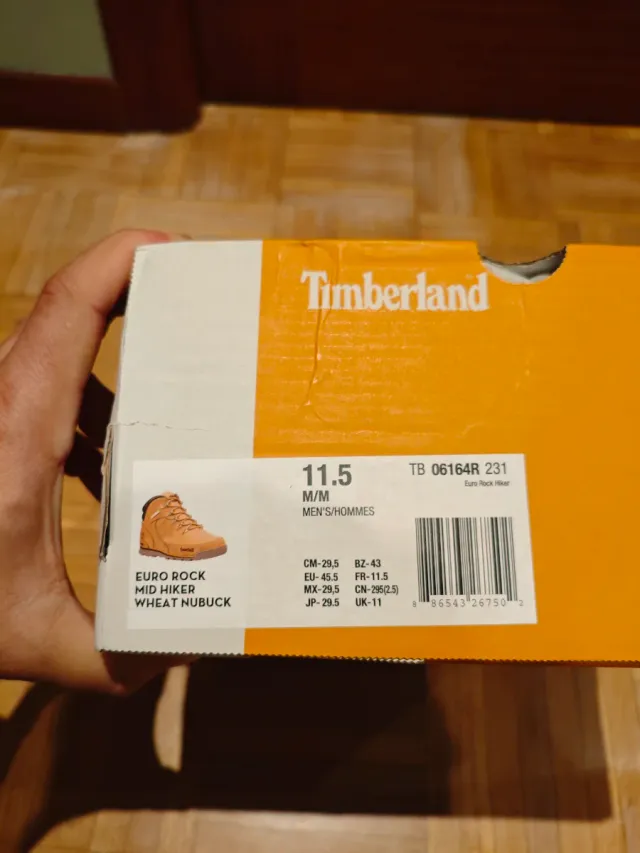 Timberland
11.5
M/M
MEN'S/HOMMES
TB 06164R 231
Euro Rock Hiker
EURO ROCK
MID HIKER
WHEAT NUBUCK
CM-29,5 BZ-43
EU- 45.5 FR-11.5
MX-29,5 CN-295(2.5)
JP- 29.5 UK-11
8 86543 26750 2